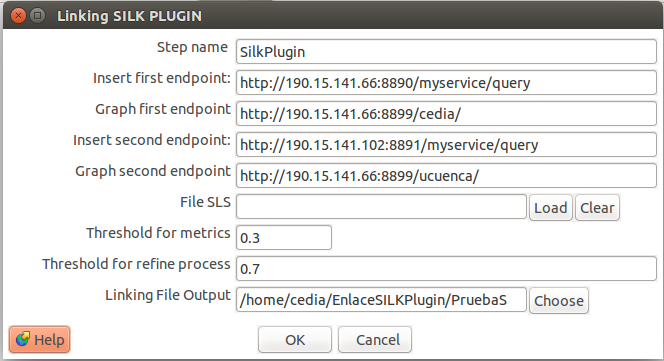 Linking SILK PLUGIN
Step name SilkPlugin
Insert first endpoint: http://190.15.141.66:8890/myservice/query
Graph first endpoint http://190.15.141.66:8899/cedia/
Insert second endpoint: http://190.15.141.102:8891/myservice/query
Graph second endpoint http://190.15.141.66:8899/ucuenca/
File SLS Load Clear
Threshold for metrics 0.3
Threshold for refine process 0.7
Linking File Output /home/cedia/EnlaceSILKPlugin/PruebaS Choose
Help OK Cancel